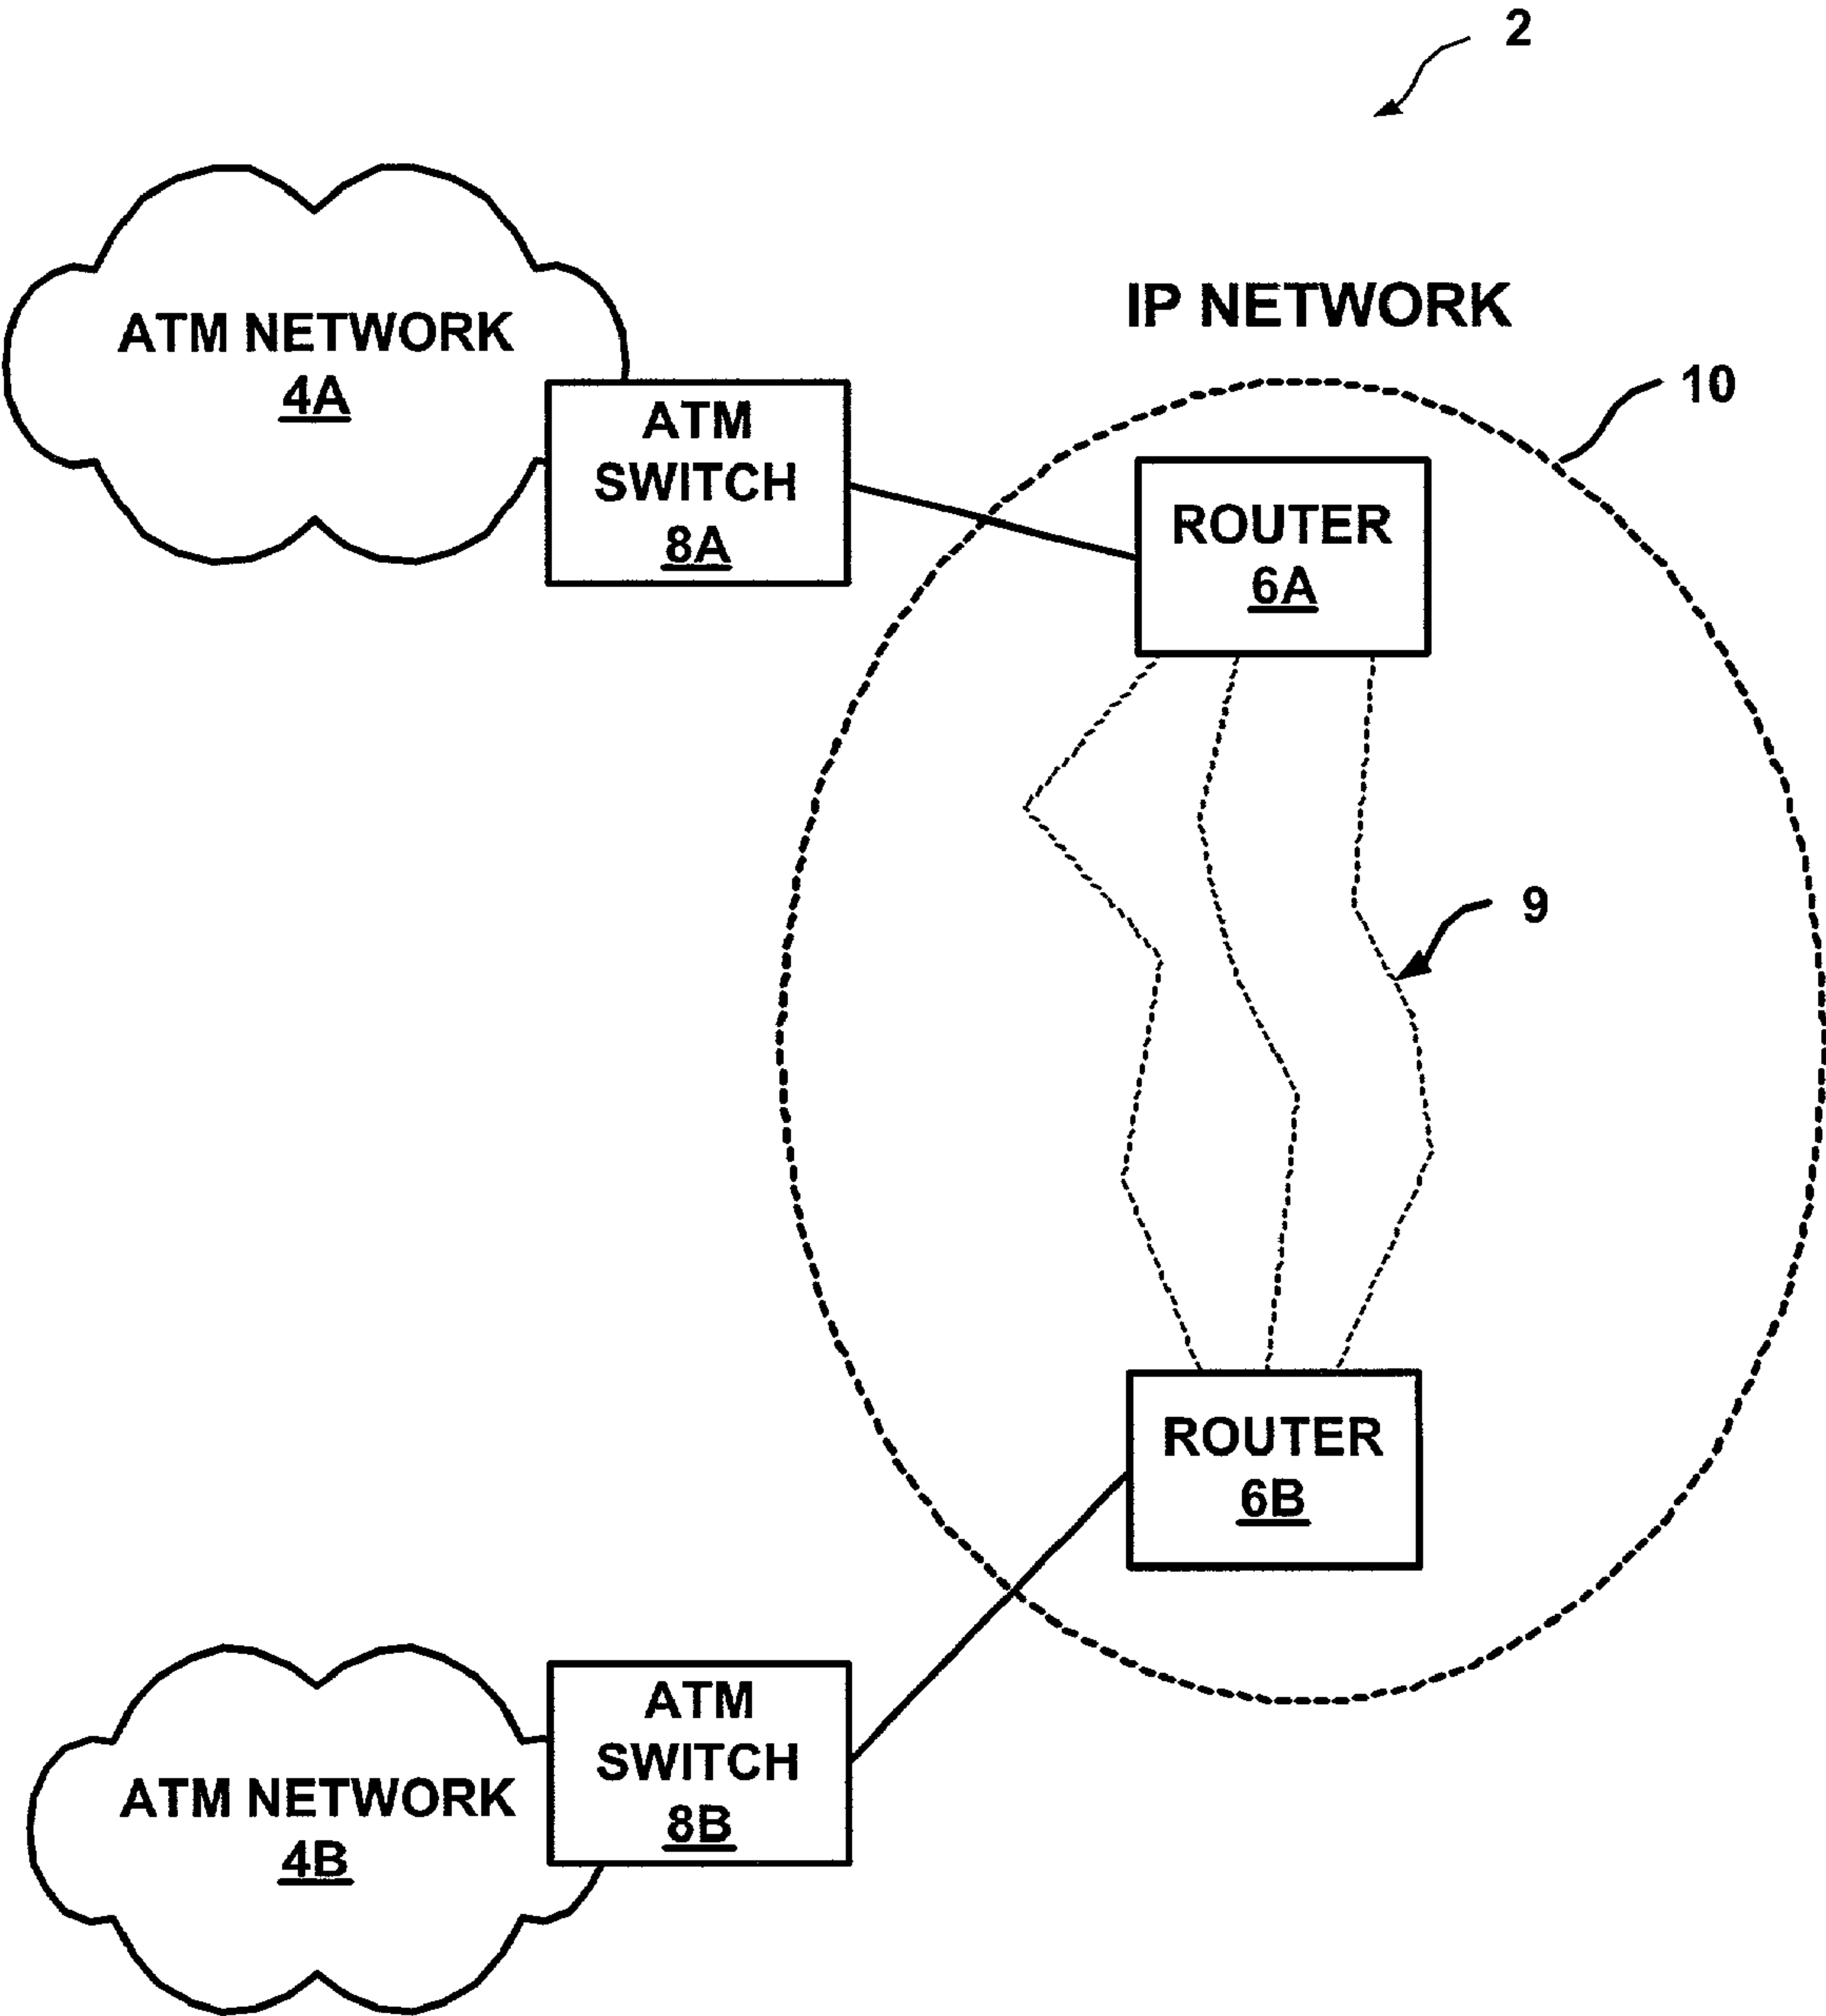 2
IP NETWORK
10
ATM NETWORK
4A
ATM
SWITCH
8A
ROUTER
6A
9
ROUTER
6B
ATM
SWITCH
8B
ATM NETWORK
4B